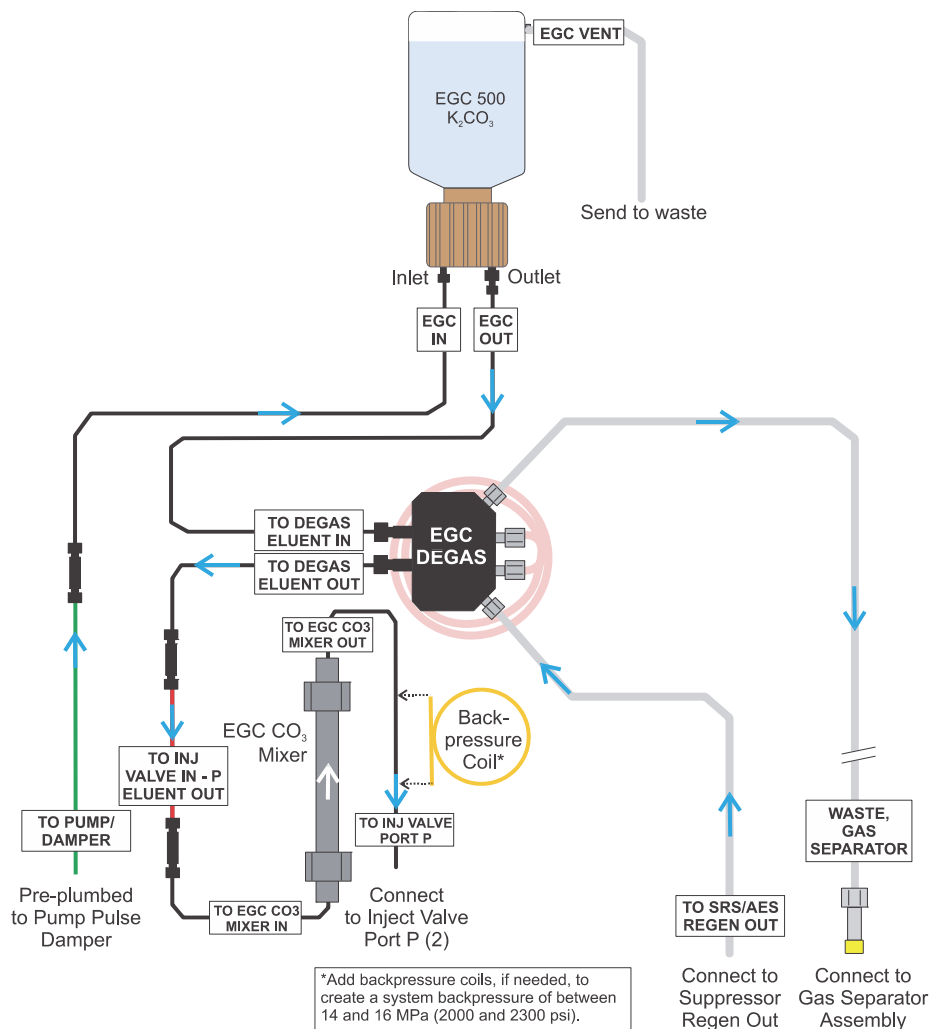 EGC VENT
EGC 500
K₂CO₃
Send to waste
Inlet
Outlet
EGC
IN
EGC
OUT
TO DEGAS
ELUENT IN
EGC
DEGAS
TO DEGAS
ELUENT OUT
TO EGC CO3
MIXER OUT
EGC CO₃
Mixer
Back-
pressure
Coil*
TO INJ
VALVE IN - P
ELUENT OUT
TO PUMP/
DAMPER
TO INJ VALVE
PORT P
WASTE,
GAS
SEPARATOR
Pre-plumbed
to Pump Pulse
Damper
TO EGC CO3
MIXER IN
Connect
to Inject Valve
Port P (2)
TO SRS/AES
REGEN OUT
*Add backpressure coils, if needed, to
create a system backpressure of between
14 and 16 MPa (2000 and 2300 psi).
Connect to
Suppressor
Regen Out
Connect to
Gas Separator
Assembly